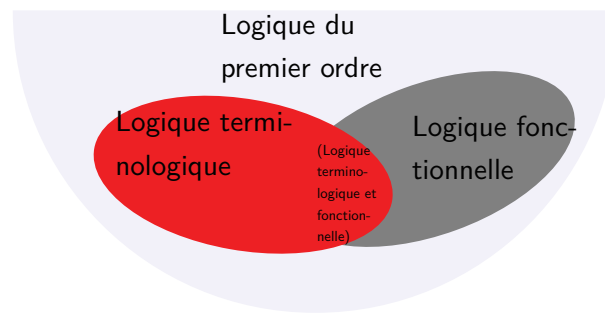 Logique du
premier ordre
Logique termi-
nologique
(Logique
termino-
logique et
fonction-
nelle)
Logique fonc-
tionnelle